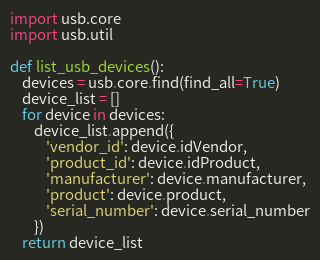 import usb.core
import usb.util

def list_usb_devices():
    devices = usb.core.find(find_all=True)
    device_list = []
    for device in devices:
        device_list.append({
            'vendor_id': device.idVendor,
            'product_id': device.idProduct,
            'manufacturer': device.manufacturer,
            'product': device.product,
            'serial_number': device.serial_number
        })
    return device_list